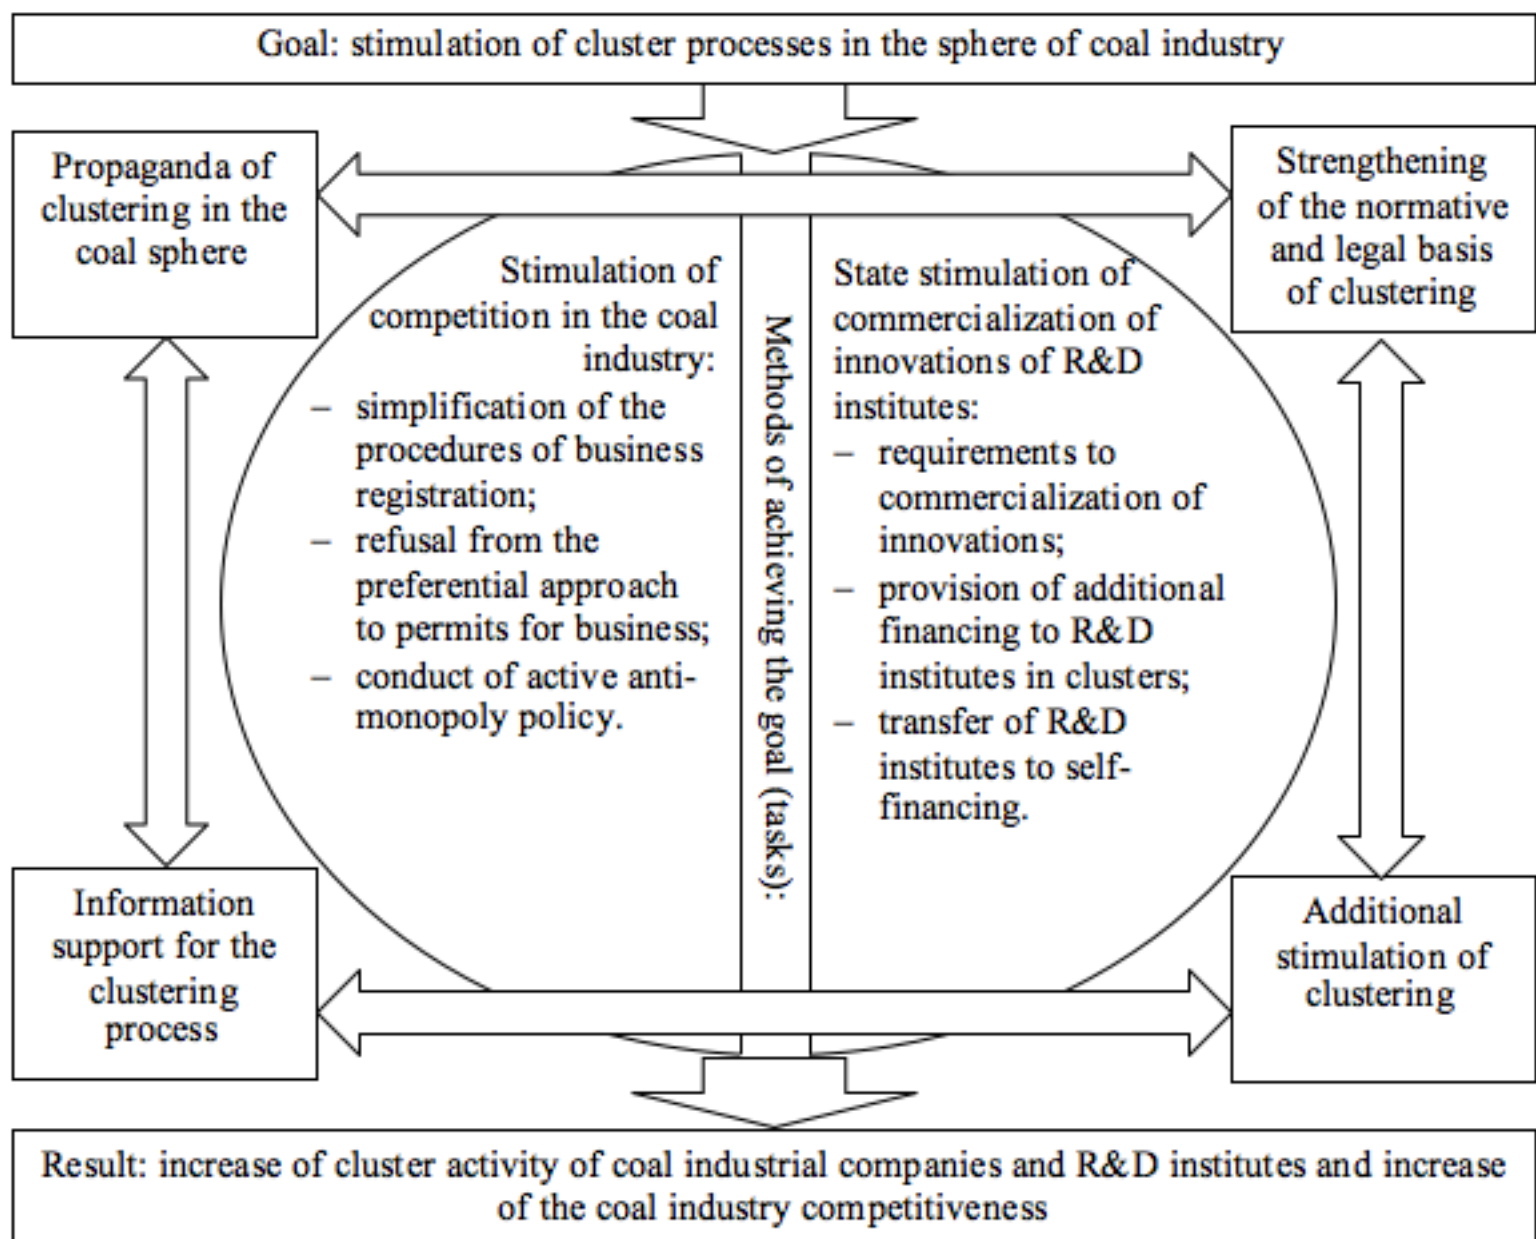 Goal: stimulation of cluster processes in the sphere of coal industry
Propaganda of
clustering in the
coal sphere
Strengthening
of the normative
and legal basis
of clustering
Stimulation of
competition in the coal
industry:
– simplification of the
procedures of business
registration;
– refusal from the
preferential approach
to permits for business;
– conduct of active anti-
monopoly policy.
Methods of achieving the goal (tasks):
State stimulation of
commercialization of
innovations of R&D
institutes:
– requirements to
commercialization of
innovations;
– provision of additional
financing to R&D
institutes in clusters;
– transfer of R&D
institutes to self-
financing.
Information
support for the
clustering
process
Additional
stimulation of
clustering
Result: increase of cluster activity of coal industrial companies and R&D institutes and increase
of the coal industry competitiveness